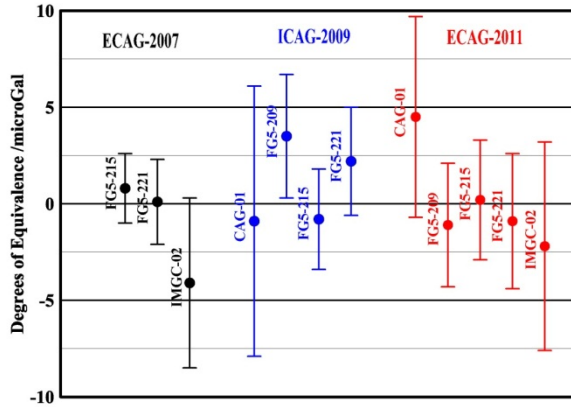 Degrees of Equivalence /microGal
10
5
0
-5
-10
ECAG-2007
ICAG-2009
ECAG-2011
FG5-215
FG5-221
IMGC-02
CAG-01
FG5-209
FG5-215
FG5-221
CAG-01
FG5-209
FG5-215
FG5-221
IMGC-02